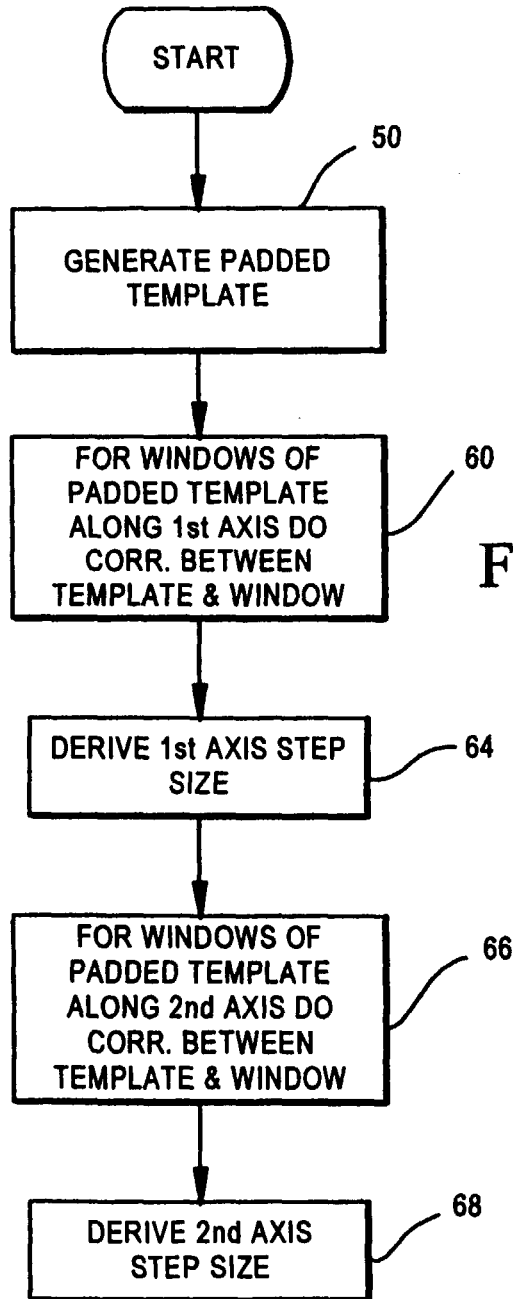 START
50
GENERATE PADDED
TEMPLATE
60
FOR WINDOWS OF
PADDED TEMPLATE
ALONG 1st AXIS DO
CORR. BETWEEN
TEMPLATE & WINDOW
F
DERIVE 1st AXIS STEP
SIZE
64
FOR WINDOWS OF
PADDED TEMPLATE
ALONG 2nd AXIS DO
CORR. BETWEEN
TEMPLATE & WINDOW
66
DERIVE 2nd AXIS
STEP SIZE
68